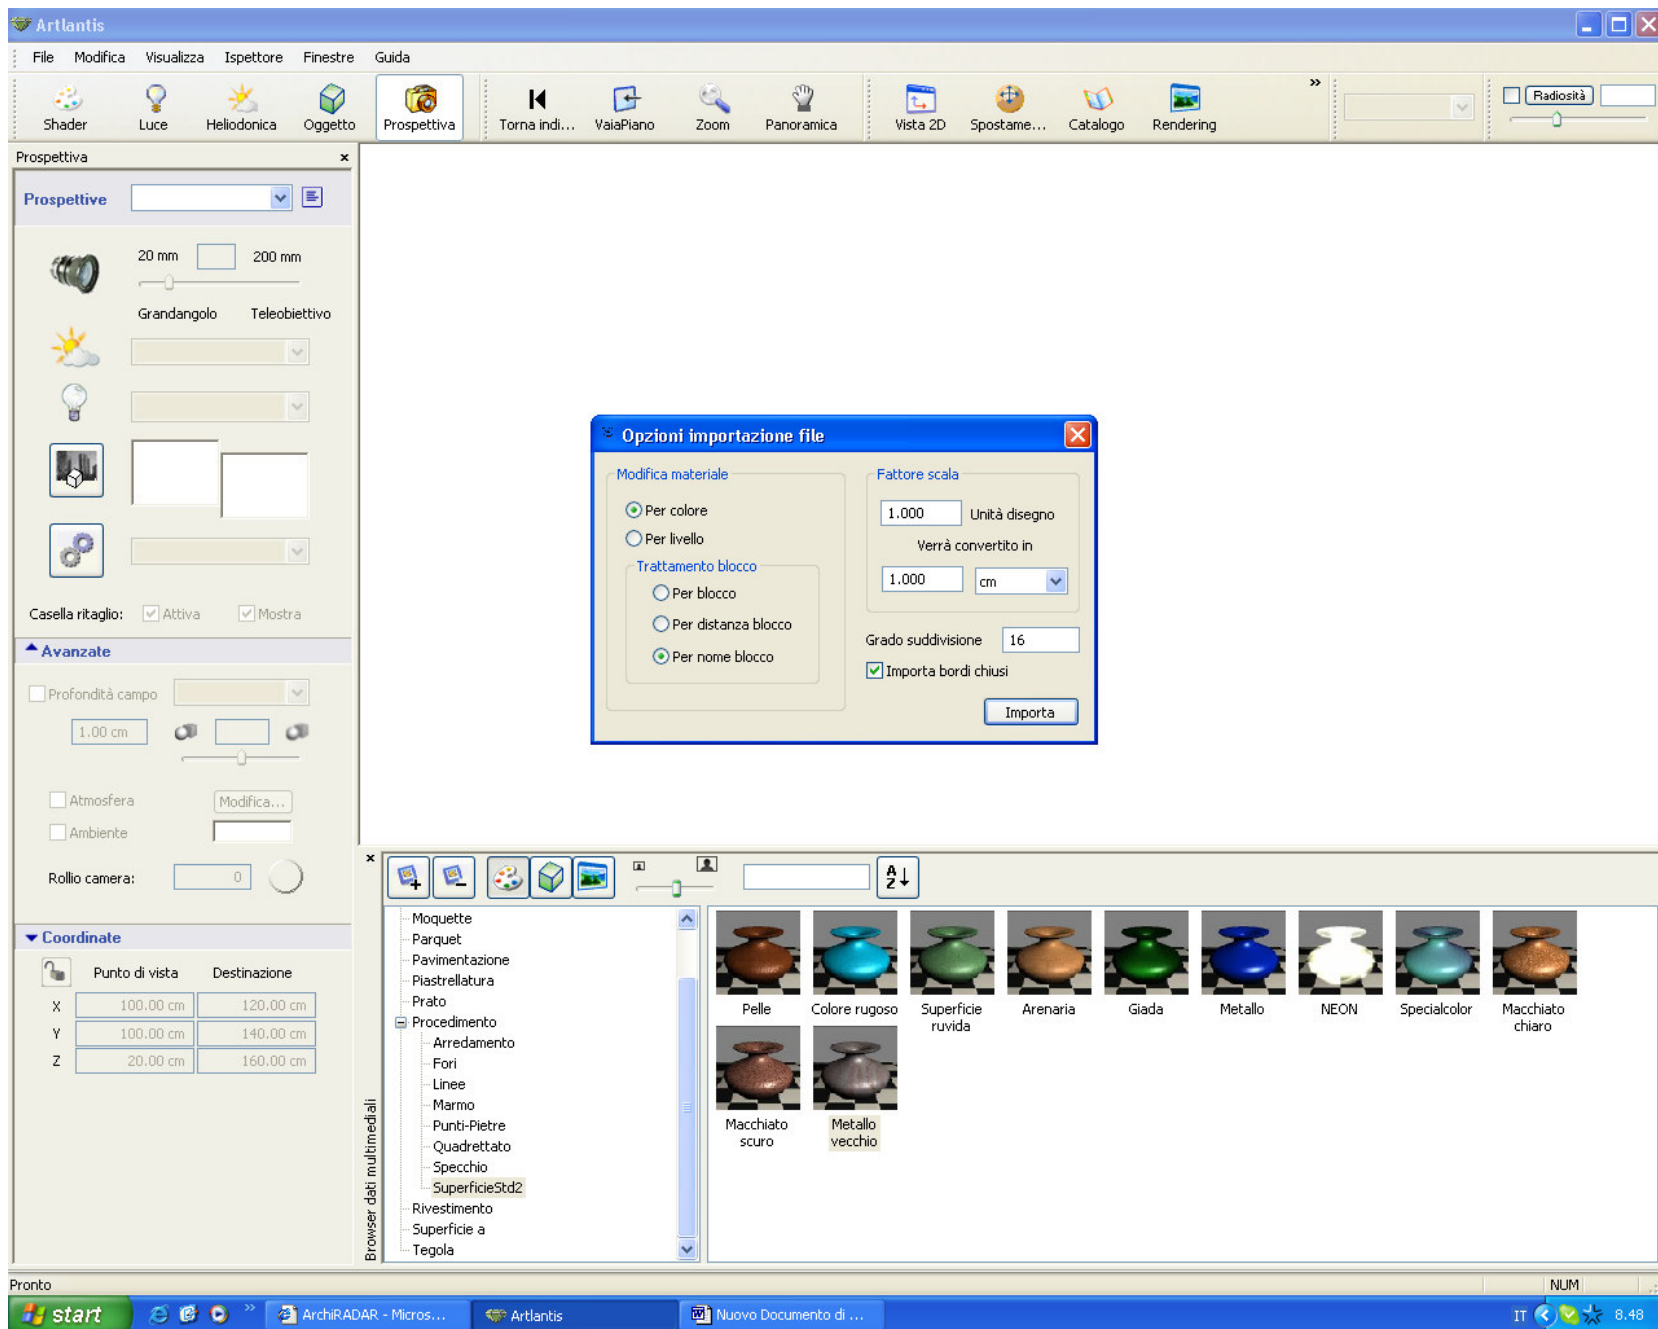 Artlantis
File Modifica Visualizza Ispettore Finestre Guida
Shader Luce Heliodonica Oggetto Prospettiva Torna indi... VaiaPiano Zoom Panoramica Vista 2D Spostame... Catalogo Rendering » Radiosità
Prospettiva x
Prospettive
20 mm 200 mm
Grandangolo Teleobiettivo
Casella ritaglio: Attiva Mostra
Avanzate
Profondità campo
1.00 cm
Atmosfera Modifica...
Ambiente
Rollio camera: 0
Coordinate
Punto di vista Destinazione
X 100.00 cm 120.00 cm
Y 100.00 cm 140.00 cm
Z 20.00 cm 160.00 cm
Opzioni importazione file
Modifica materiale
Per colore
Per livello
Trattamento blocco
Per blocco
Per distanza blocco
Per nome blocco
Fattore scala
1.000 Unità disegno
Verrà convertito in
1.000 cm
Grado suddivisione 16
Importa bordi chiusi
Importa
Browser dati multimediali
A
Z
Moquette
Parquet
Pavimentazione
Piastrellatura
Prato
Procedimento
Arredamento
Fori
Linee
Marmo
Punti-Pietre
Quadrettato
Specchio
SuperficieStd2
Rivestimento
Superficie a
Tegola
Pelle Colore rugoso Superficie ruvida Arenaria Giada Metallo NEON Specialcolor Macchiato chiaro
Macchiato scuro Metallo vecchio
Pronto NUM
start » ArchiRADAR - Micros... Artlantis Nuovo Documento di ... IT 8.48